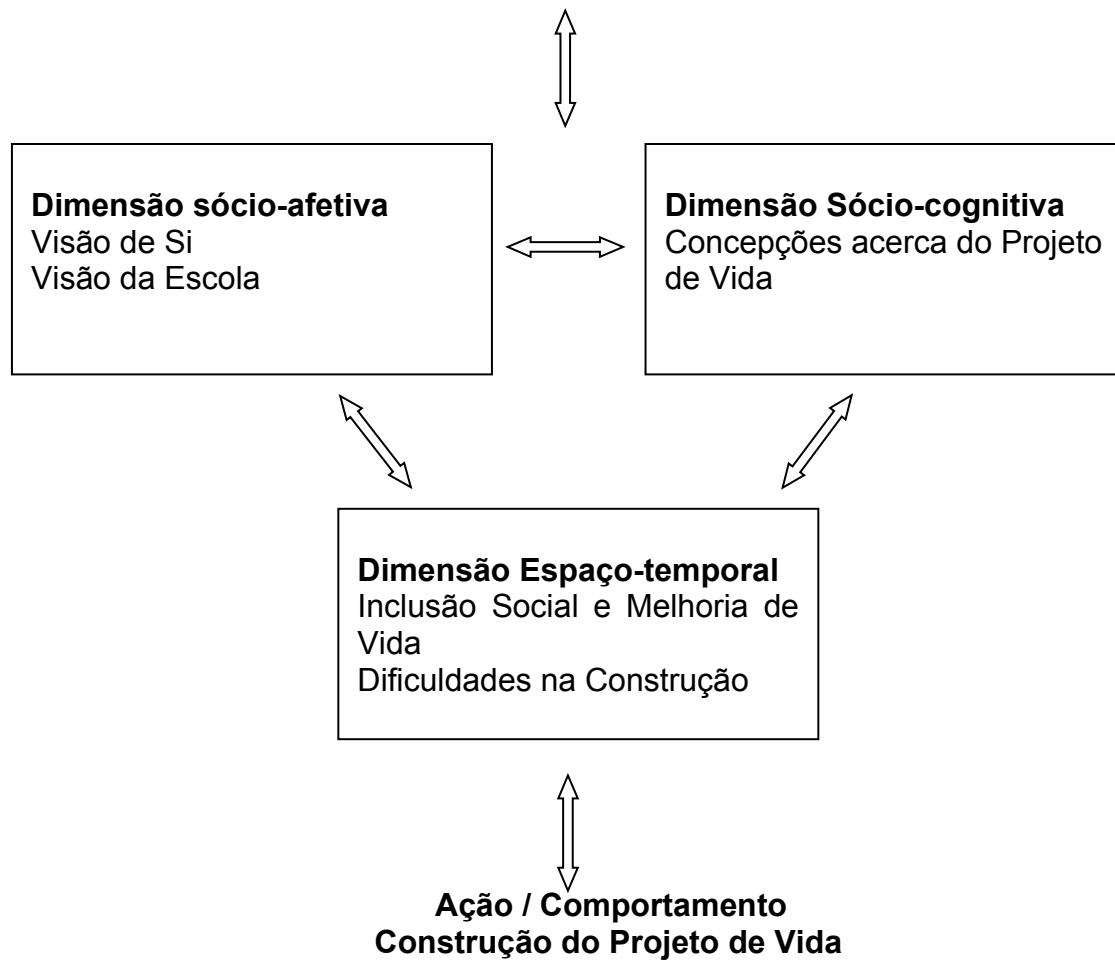 Dimensão sócio-afetiva
Visão de Si
Visão da Escola
Dimensão Sócio-cognitiva
Concepções acerca do Projeto
de Vida
Dimensão Espaço-temporal
Inclusão Social e Melhoria de
Vida
Dificuldades na Construção
Ação / Comportamento
Construção do Projeto de Vida